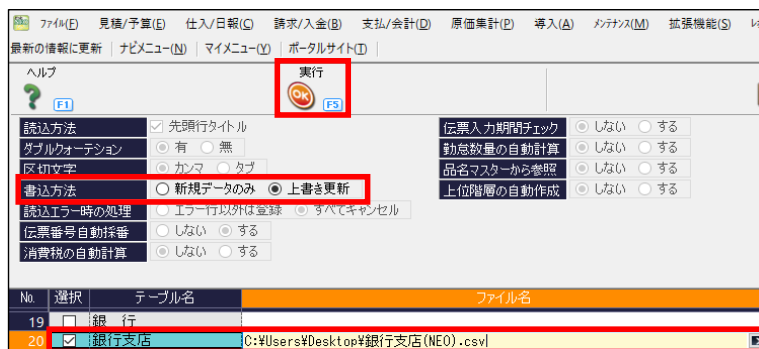 ﾌｧｲﾙ(F) 見積/予算(E) 仕入/日報(C) 請求/入金(B) 支払/会計(D) 原価集計(P) 導入(A) ﾒﾝﾃﾅﾝｽ(M) 拡張機能(S)
最新の情報に更新 ナビメニュー(N) マイメニュー(Y) ポータルサイト(T)
ヘルプ 実行
? F1 OK F5
読込方法 先頭行タイトル 伝票入力期間チェック しない する
ダブルクォーテション 有 無 勤怠数量の自動計算 しない する
区切文字 カンマ タブ 品名マスターから参照 しない する
書込方法 新規データのみ 上書き更新 上位階層の自動作成 しない する
読込エラー時の処理 エラー行以外は登録 すべてキャンセル
伝票番号自動採番 しない する
消費税の自動計算 しない する
No. 選択 テーブル名 ファイル名
19 銀 行
20 銀行支店 C:¥Users¥Desktop¥銀行支店(NEO).csv